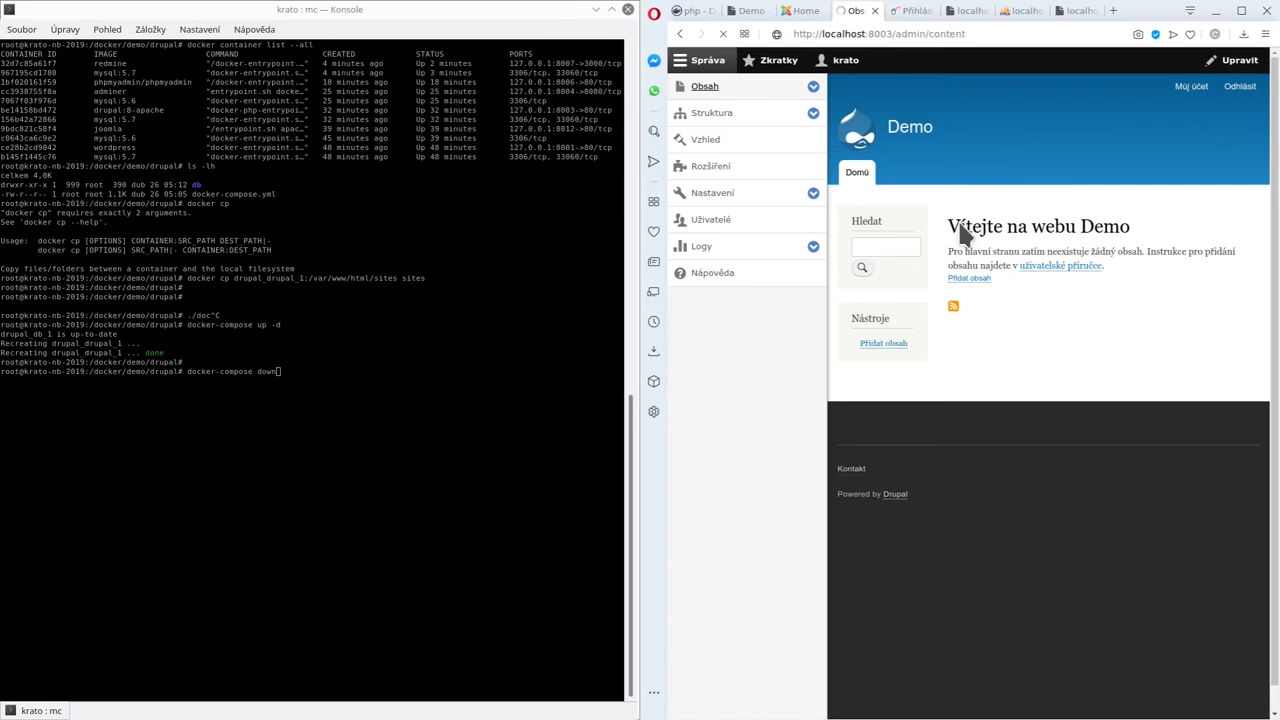 krato : mc — Konsole
Soubor Úpravy Pohled Záložky Nastavení Nápověda
root@krato-nb-2019:/docker/demo/drupal# docker container list --all
CONTAINER ID IMAGE COMMAND CREATED STATUS PORTS
32d7c85a61f7 redmine "/docker-entrypoint.…" 4 minutes ago Up 2 minutes 127.0.0.1:8007->3000/tcp
967195cd1780 mysql:5.7 "docker-entrypoint.s…" 4 minutes ago Up 3 minutes 3306/tcp, 33060/tcp
1bf020161f59 phpmyadmin/phpmyadmin "/docker-entrypoint.…" 18 minutes ago Up 18 minutes 127.0.0.1:8006->80/tcp
cc3938755f8a adminer "entrypoint.sh docke…" 25 minutes ago Up 25 minutes 127.0.0.1:8004->8080/tcp
7067f03f976d mysql:5.6 "docker-entrypoint.s…" 25 minutes ago Up 25 minutes 3306/tcp
be14158bd472 drupal:8-apache "docker-php-entrypoi…" 32 minutes ago Up 32 minutes 127.0.0.1:8003->80/tcp
156b42a72866 mysql:5.7 "docker-entrypoint.s…" 32 minutes ago Up 32 minutes 3306/tcp, 33060/tcp
9bdc821c58f4 joomla "/entrypoint.sh apac…" 39 minutes ago Up 39 minutes 127.0.0.1:8012->80/tcp
c0643ca6c9e2 mysql:5.6 "docker-entrypoint.s…" 45 minutes ago Up 39 minutes 3306/tcp
ce28b2cd9042 wordpress "docker-entrypoint.s…" 48 minutes ago Up 48 minutes 127.0.0.1:8001->80/tcp
b145f1445c76 mysql:5.7 "docker-entrypoint.s…" 48 minutes ago Up 48 minutes 3306/tcp, 33060/tcp
root@krato-nb-2019:/docker/demo/drupal# ls -lh
celkem 4,0K
drwxr-xr-x 1 999 root 390 dub 26 05:12 db
-rw-r--r-- 1 root root 1,1K dub 26 05:05 docker-compose.yml
root@krato-nb-2019:/docker/demo/drupal# docker cp
"docker cp" requires exactly 2 arguments.
See 'docker cp --help'.
Usage: docker cp [OPTIONS] CONTAINER:SRC_PATH DEST_PATH|-
docker cp [OPTIONS] SRC_PATH|- CONTAINER:DEST_PATH
Copy files/folders between a container and the local filesystem
root@krato-nb-2019:/docker/demo/drupal# docker cp drupal_drupal_1:/var/www/html/sites sites
root@krato-nb-2019:/docker/demo/drupal#
root@krato-nb-2019:/docker/demo/drupal#
root@krato-nb-2019:/docker/demo/drupal# ./doc^C
root@krato-nb-2019:/docker/demo/drupal# docker-compose up -d
drupal_db_1 is up-to-date
Recreating drupal_drupal_1 ...
Recreating drupal_drupal_1 ... done
root@krato-nb-2019:/docker/demo/drupal#
root@krato-nb-2019:/docker/demo/drupal# docker-compose down
krato : mc
php - D Demo Home Obs Přihlás localho localho localho
http://localhost:8003/admin/content
Správa Zkratky krato Upravit
Obsah
Struktura
Vzhled
Rozšíření
Nastavení
Uživatelé
Logy
Nápověda
Můj účet Odhlásit
Demo
Domů
Hledat
Nástroje
Přidat obsah
Vítejte na webu Demo
Pro hlavní stranu zatím neexistuje žádný obsah. Instrukce pro přidání
obsahu najdete v uživatelské příručce.
Přidat obsah
Kontakt
Powered by Drupal